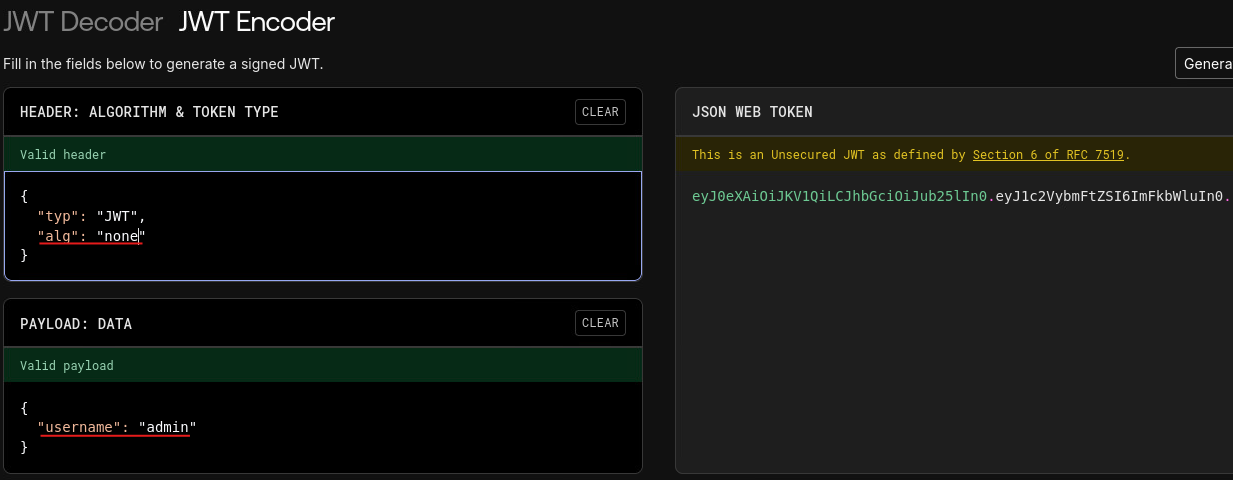 JWT Decoder JWT Encoder
Fill in the fields below to generate a signed JWT.
Genera
HEADER: ALGORITHM & TOKEN TYPE
CLEAR
Valid header
{
"typ": "JWT",
"alg": "none"
}
PAYLOAD: DATA
CLEAR
Valid payload
{
"username": "admin"
}
JSON WEB TOKEN
This is an Unsecured JWT as defined by Section 6 of RFC 7519.
eyJ0eXAiOiJKV1QiLCJhbGciOiJub25lIn0.eyJ1c2VybmFtZSI6ImFkbWluIn0.